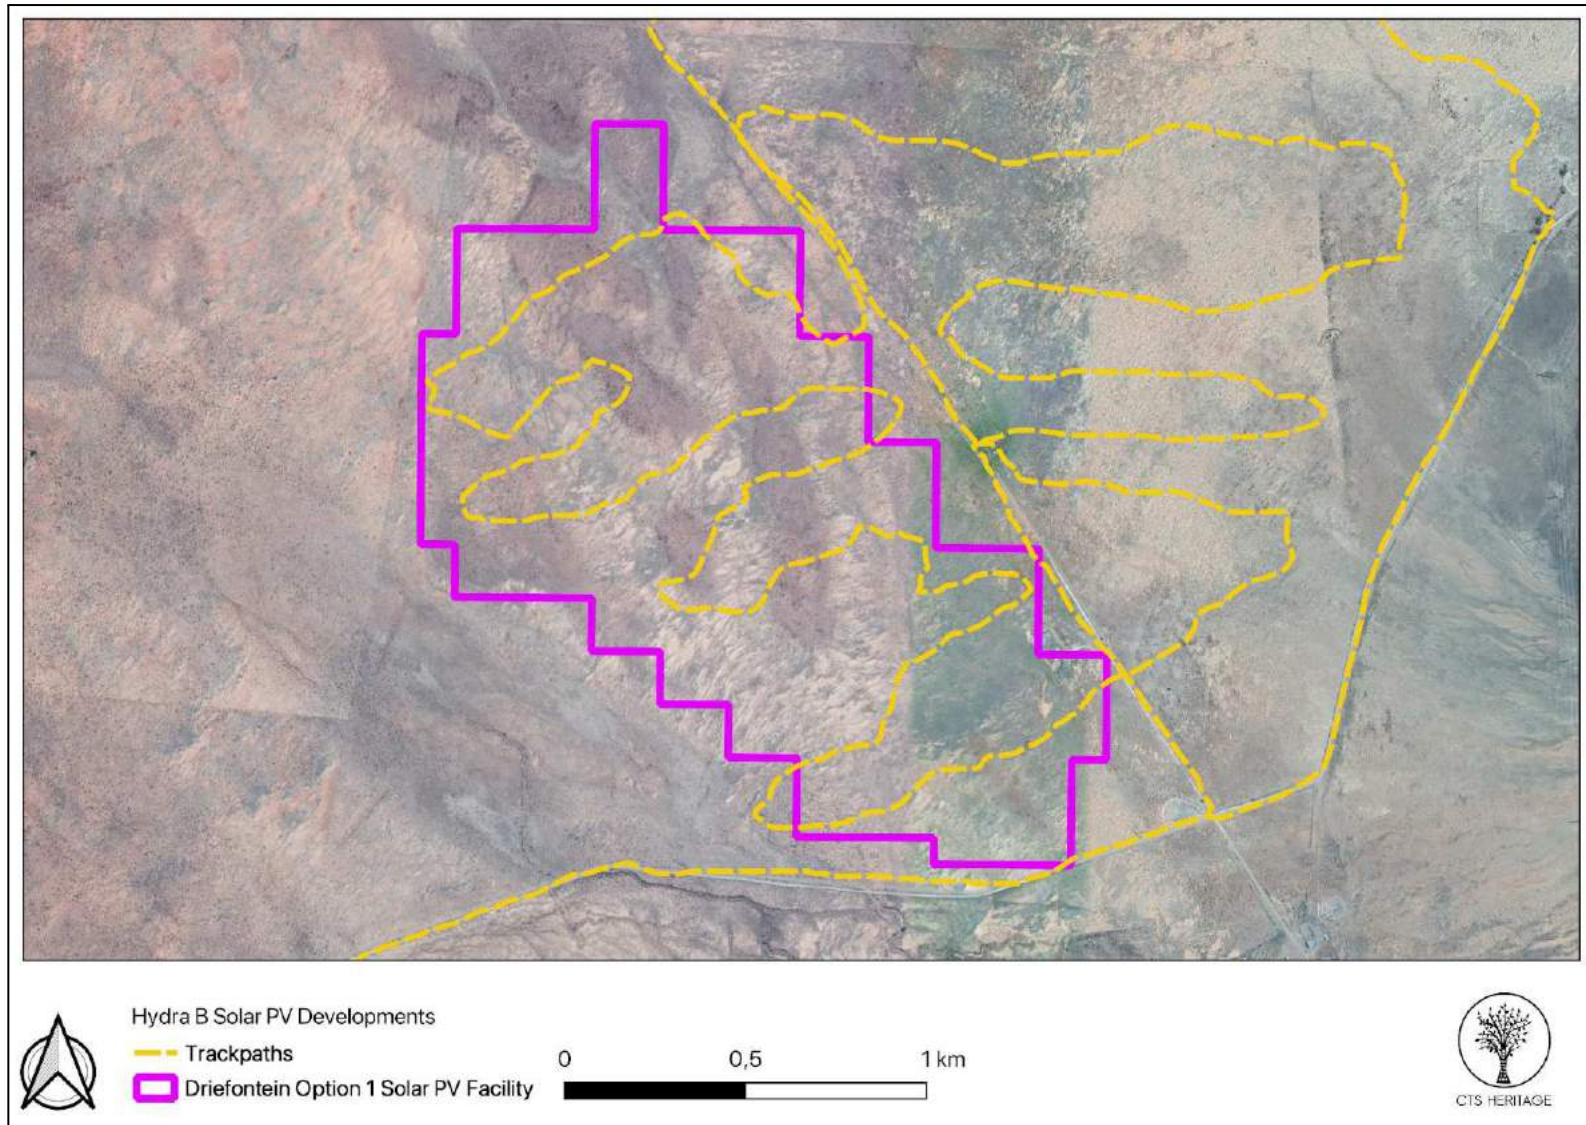 Hydra B Solar PV Developments
Trackpaths
Driefontein Option 1 Solar PV Facility
0 0,5 1 km
CTS HERITAGE